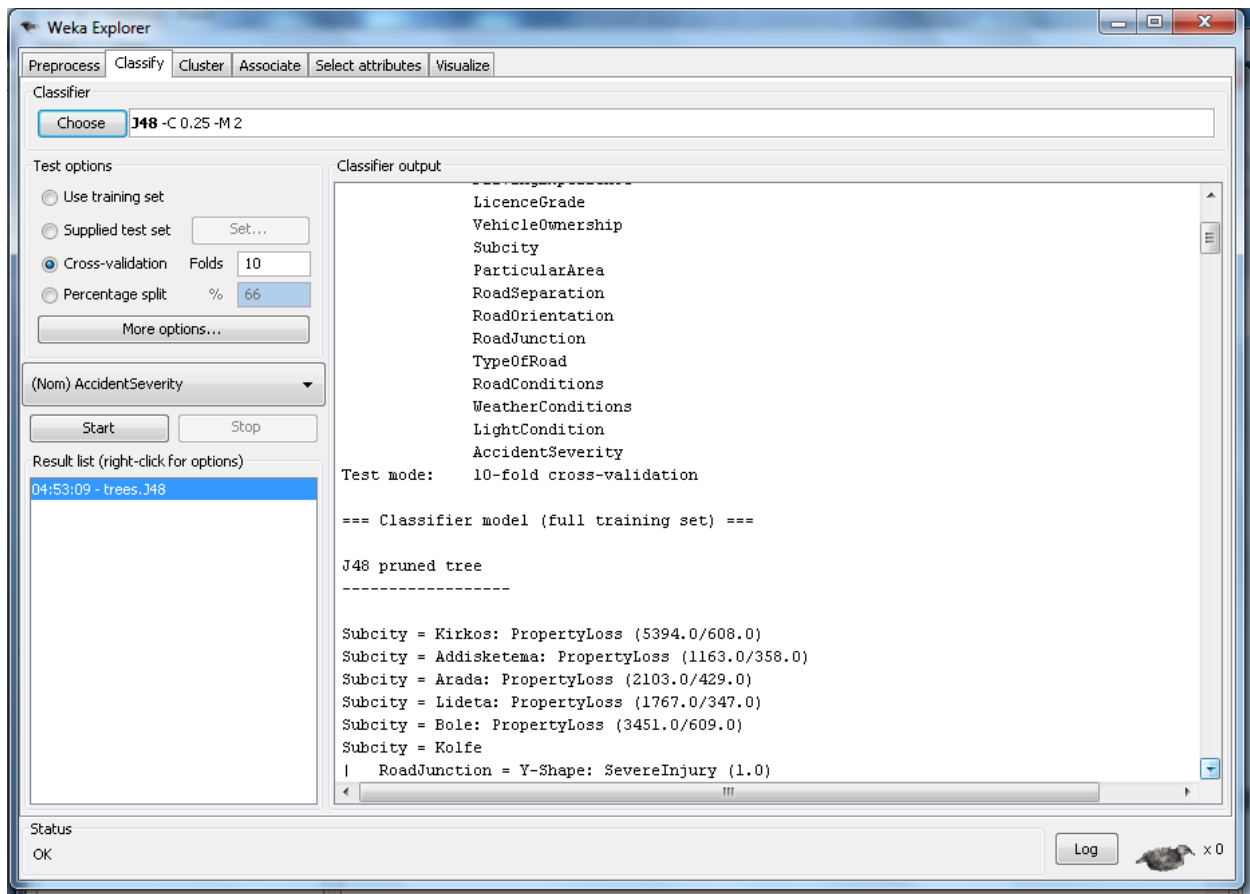 Weka Explorer
Preprocess Classify Cluster Associate Select attributes Visualize
Classifier
Choose J48 -C 0.25 -M 2
Test options
Use training set
Supplied test set Set...
Cross-validation Folds 10
Percentage split % 66
More options...
(Nom) AccidentSeverity
Start Stop
Result list (right-click for options)
04:53:09 - trees.J48
Classifier output
LicenceGrade
VehicleOwnership
Subcity
ParticularArea
RoadSeparation
RoadOrientation
RoadJunction
TypeOfRoad
RoadConditions
WeatherConditions
LightCondition
AccidentSeverity
Test mode: 10-fold cross-validation
=== Classifier model (full training set) ===
J48 pruned tree
------------------
Subcity = Kirkos: PropertyLoss (5394.0/608.0)
Subcity = Addisketema: PropertyLoss (1163.0/358.0)
Subcity = Arada: PropertyLoss (2103.0/429.0)
Subcity = Lideta: PropertyLoss (1767.0/347.0)
Subcity = Bole: PropertyLoss (3451.0/609.0)
Subcity = Kolfe
| RoadJunction = Y-Shape: SevereInjury (1.0)
Status
OK
Log x 0